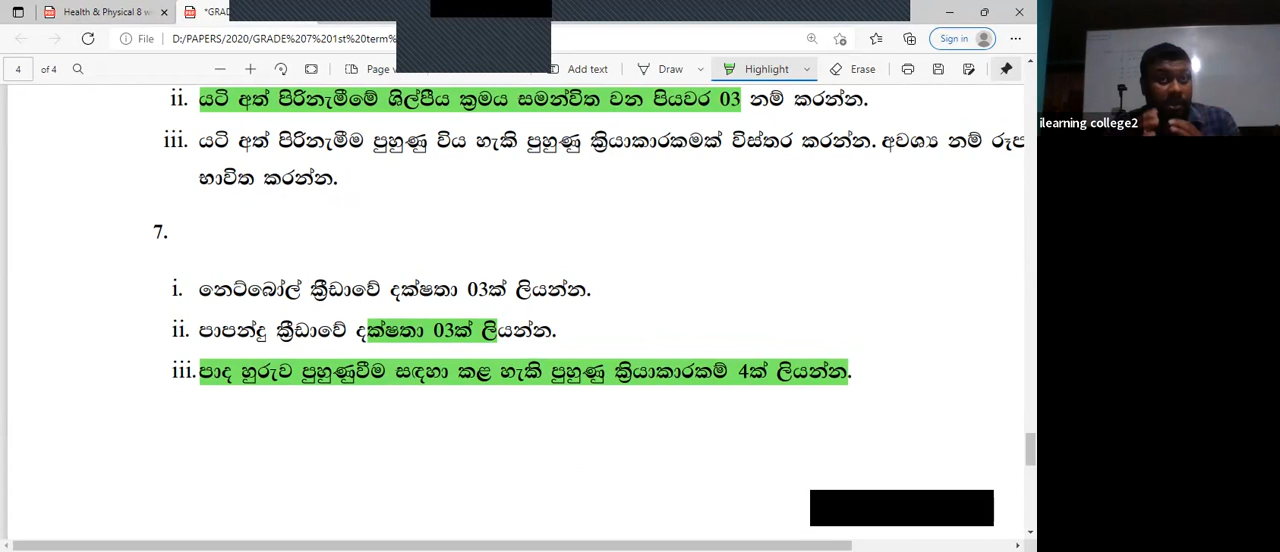 Health & Physical 8 w
*GRAD
File
D:/PAPERS/2020/GRADE%207%201st%20term%
Sign in
4 of 4
Page v
Add text
Draw
Highlight
Erase
ilearning college2
ii. යටි අත් පිරිනැමීමේ ශිල්පීය ක්‍රමය සමන්විත වන පියවර 03 නම් කරන්න.
iii. යටි අත් පිරිනැමීම පුහුණු විය හැකි පුහුණු ක්‍රියාකාරකමක් විස්තර කරන්න. අවශ්‍ය නම් රූප
භාවිත කරන්න.
7.
i. නෙට්බෝල් ක්‍රීඩාවේ දක්ෂතා 03ක් ලියන්න.
ii. පාපන්දු ක්‍රීඩාවේ දක්ෂතා 03ක් ලියන්න.
iii. පාද හුරුව පුහුණුවීම සඳහා කළ හැකි පුහුණු ක්‍රියාකාරකම් 4ක් ලියන්න.